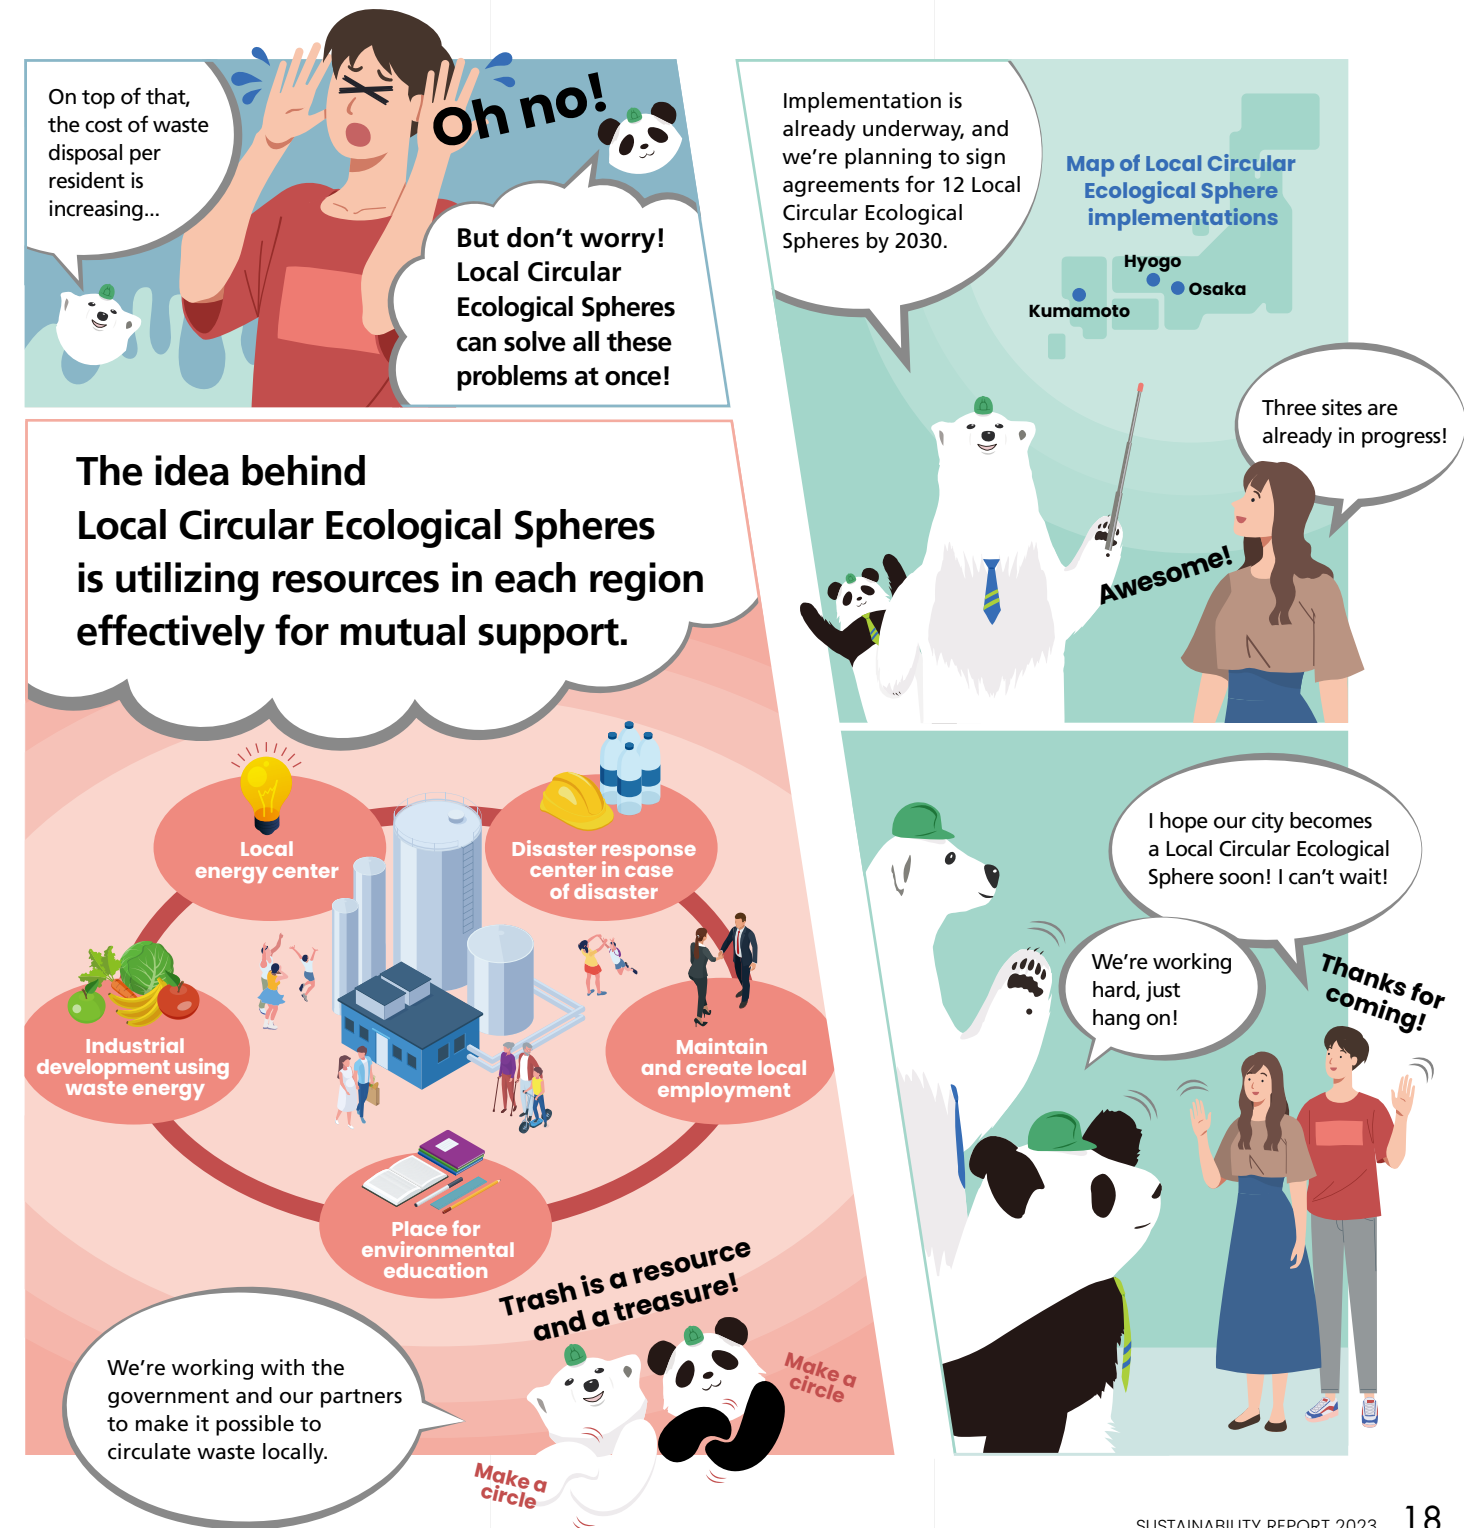 On top of that,
the cost of waste
disposal per
resident is
increasing...
Oh no!
But don't worry!
Local Circular
Ecological Spheres
can solve all these
problems at once!
The idea behind
Local Circular Ecological Spheres
is utilizing resources in each region
effectively for mutual support.
Local
energy center
Disaster response
center in case
of disaster
Industrial
development using
waste energy
Maintain
and create local
employment
Place for
environmental
education
Trash is a resource
and a treasure!
We're working with the
government and our partners
to make it possible to
circulate waste locally.
Make a
circle
Make a
circle
Implementation is
already underway, and
we're planning to sign
agreements for 12 Local
Circular Ecological
Spheres by 2030.
Map of Local Circular
Ecological Sphere
implementations
Hyogo
Osaka
Kumamoto
Three sites are
already in progress!
Awesome!
I hope our city becomes
a Local Circular Ecological
Sphere soon! I can't wait!
We're working
hard, just
hang on!
Thanks for
coming!
SUSTAINABILITY REPORT 2023 18